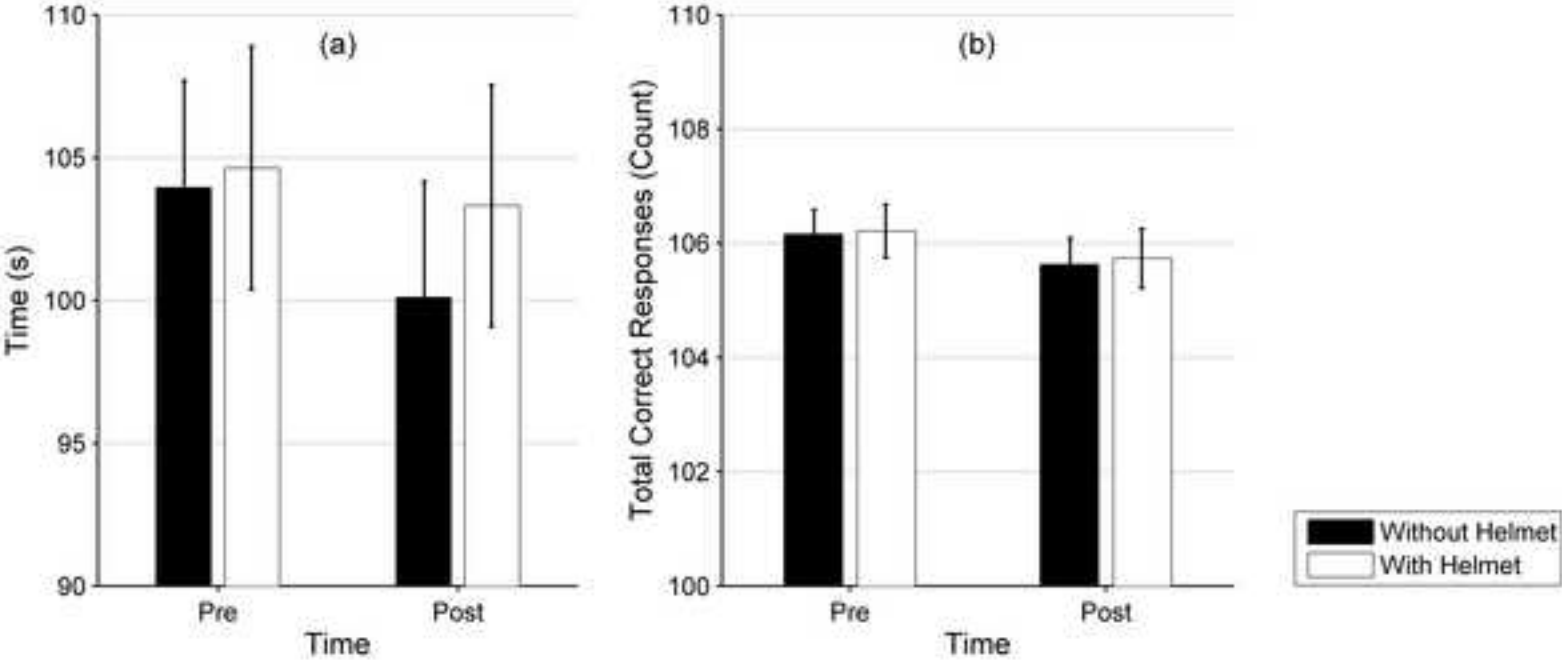 (a)
110
105
100
95
90
Time (s)
Pre Post
Time
(b)
110
108
106
104
102
100
Total Correct Responses (Count)
Pre Post
Time
Without Helmet
With Helmet